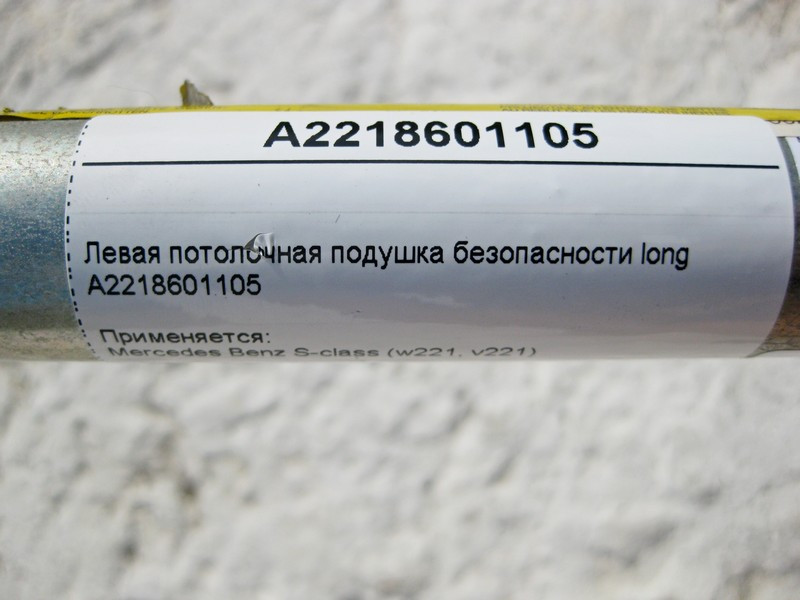 A2218601105
Левая потолочная подушка безопасности long
A2218601105
Применяется:
Mercedes Benz S-class (w221, v221)